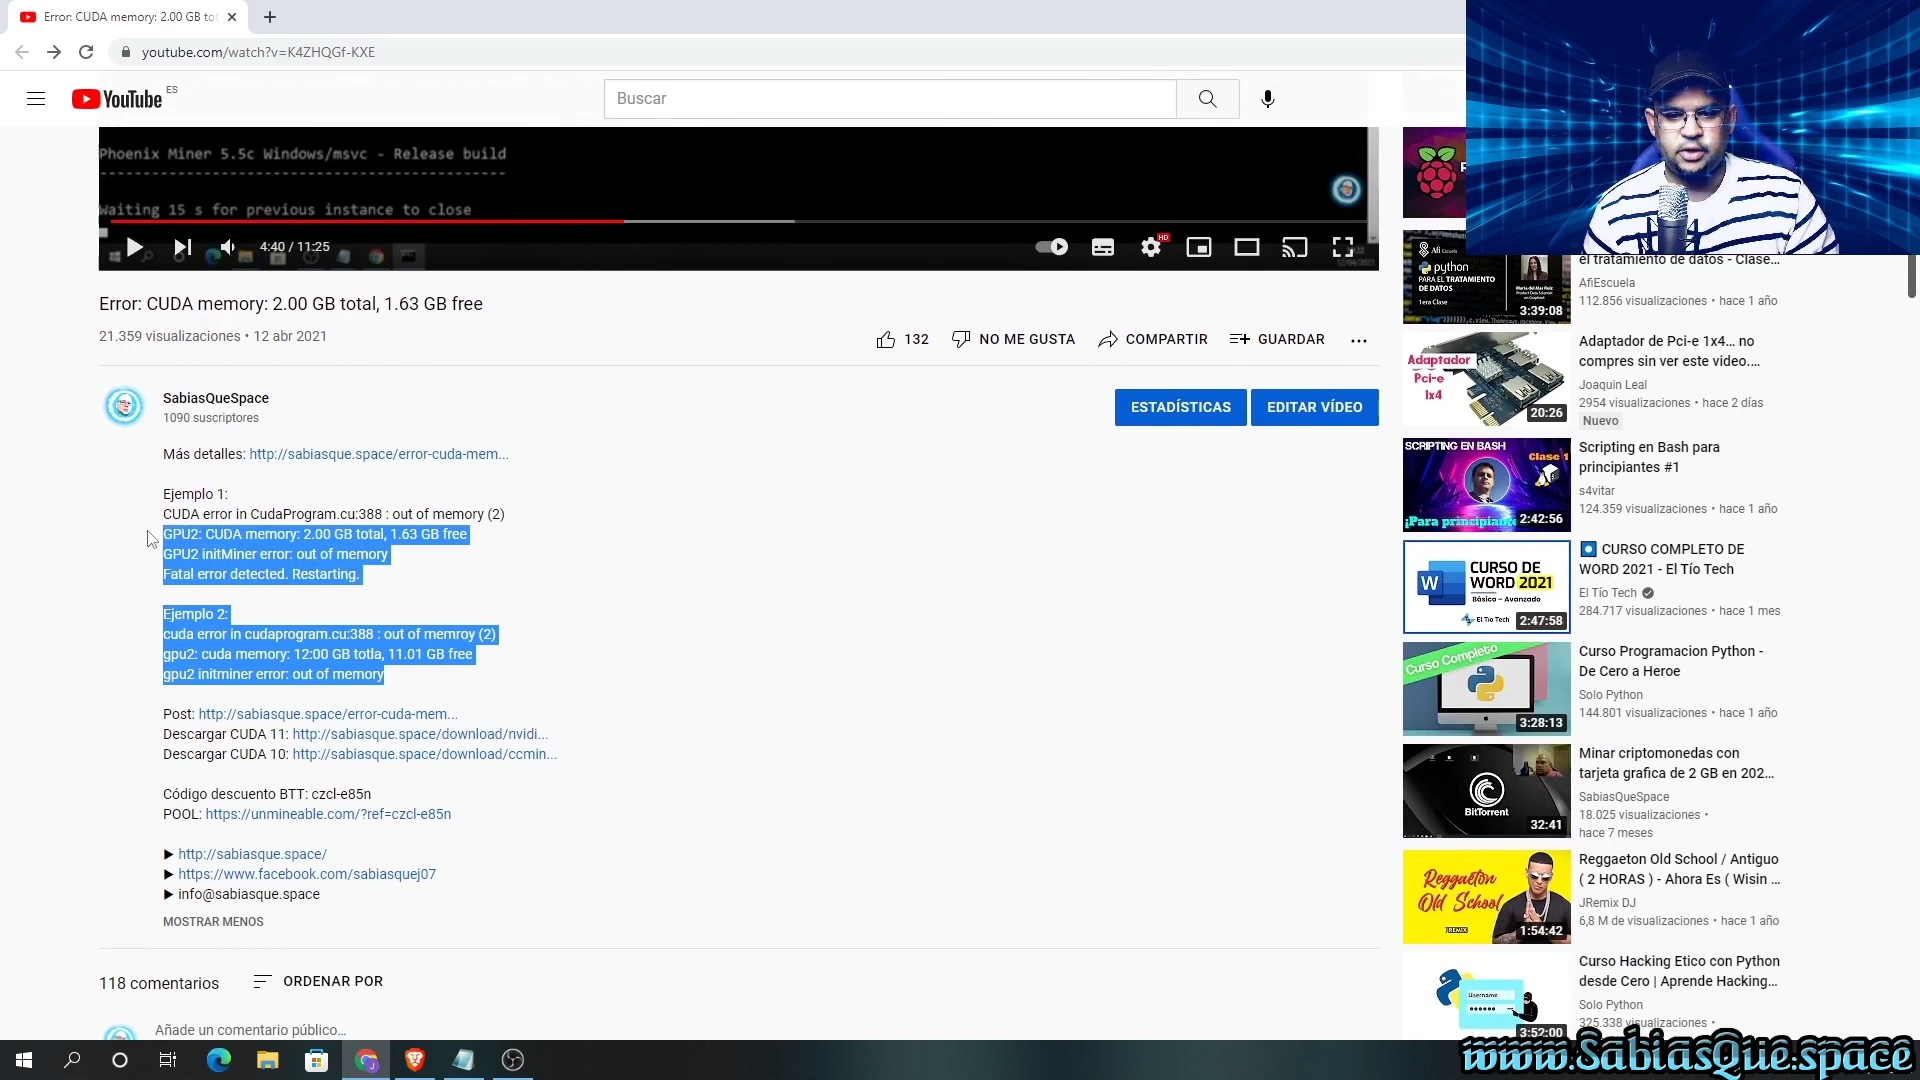 Error: CUDA memory: 2.00 GB tot
youtube.com/watch?v=K4ZHQGf-KXE
YouTube ES
Buscar
Phoenix Miner 5.5c Windows/msvc - Release build
Waiting 15 s for previous instance to close
4:40 / 11:25
HD
Error: CUDA memory: 2.00 GB total, 1.63 GB free
21.359 visualizaciones • 12 abr 2021
132 NO ME GUSTA COMPARTIR GUARDAR
SabiasQueSpace
1090 suscriptores
ESTADÍSTICAS EDITAR VÍDEO
Más detalles: http://sabiasque.space/error-cuda-mem...
Ejemplo 1:
CUDA error in CudaProgram.cu:388 : out of memory (2)
GPU2: CUDA memory: 2.00 GB total, 1.63 GB free
GPU2 initMiner error: out of memory
Fatal error detected. Restarting.
Ejemplo 2:
cuda error in cudaprogram.cu:388 : out of memroy (2)
gpu2: cuda memory: 12:00 GB totla, 11.01 GB free
gpu2 initminer error: out of memory
Post: http://sabiasque.space/error-cuda-mem...
Descargar CUDA 11: http://sabiasque.space/download/nvidi...
Descargar CUDA 10: http://sabiasque.space/download/ccmin...
Código descuento BTT: czcl-e85n
POOL: https://unmineable.com/?ref=czcl-e85n
► http://sabiasque.space/
► https://www.facebook.com/sabiasquej07
► info@sabiasque.space
MOSTRAR MENOS
118 comentarios ORDENAR POR
Añade un comentario público...
Afi Escuela
python
PARA EL TRATAMIENTO
DE DATOS
1era Clase
3:39:08
el tratamiento de datos - Clase...
AfiEscuela
112.856 visualizaciones • hace 1 año
Adaptador
Pci-e
1x4
20:26
Adaptador de Pci-e 1x4... no
compres sin ver este video....
Joaquin Leal
2954 visualizaciones • hace 2 días
Nuevo
SCRIPTING EN BASH
Clase 1
¡Para principiant
2:42:56
Scripting en Bash para
principiantes #1
s4vitar
124.359 visualizaciones • hace 1 año
CURSO DE
WORD 2021
Básico - Avanzado
El Tío Tech
2:47:58
CURSO COMPLETO DE
WORD 2021 - El Tío Tech
El Tío Tech
284.717 visualizaciones • hace 1 mes
Curso Completo
3:28:13
Curso Programacion Python -
De Cero a Heroe
Solo Python
144.801 visualizaciones • hace 1 año
BitTorrent
32:41
Minar criptomonedas con
tarjeta grafica de 2 GB en 202...
SabiasQueSpace
18.025 visualizaciones •
hace 7 meses
Reggaetón
Old School
1:54:42
Reggaeton Old School / Antiguo
( 2 HORAS ) - Ahora Es ( Wisin ...
JRemix DJ
6,8 M de visualizaciones • hace 1 año
Username
3:52:00
Curso Hacking Etico con Python
desde Cero | Aprende Hacking...
Solo Python
325.338 visualizaciones •
www.SabiasQue.space